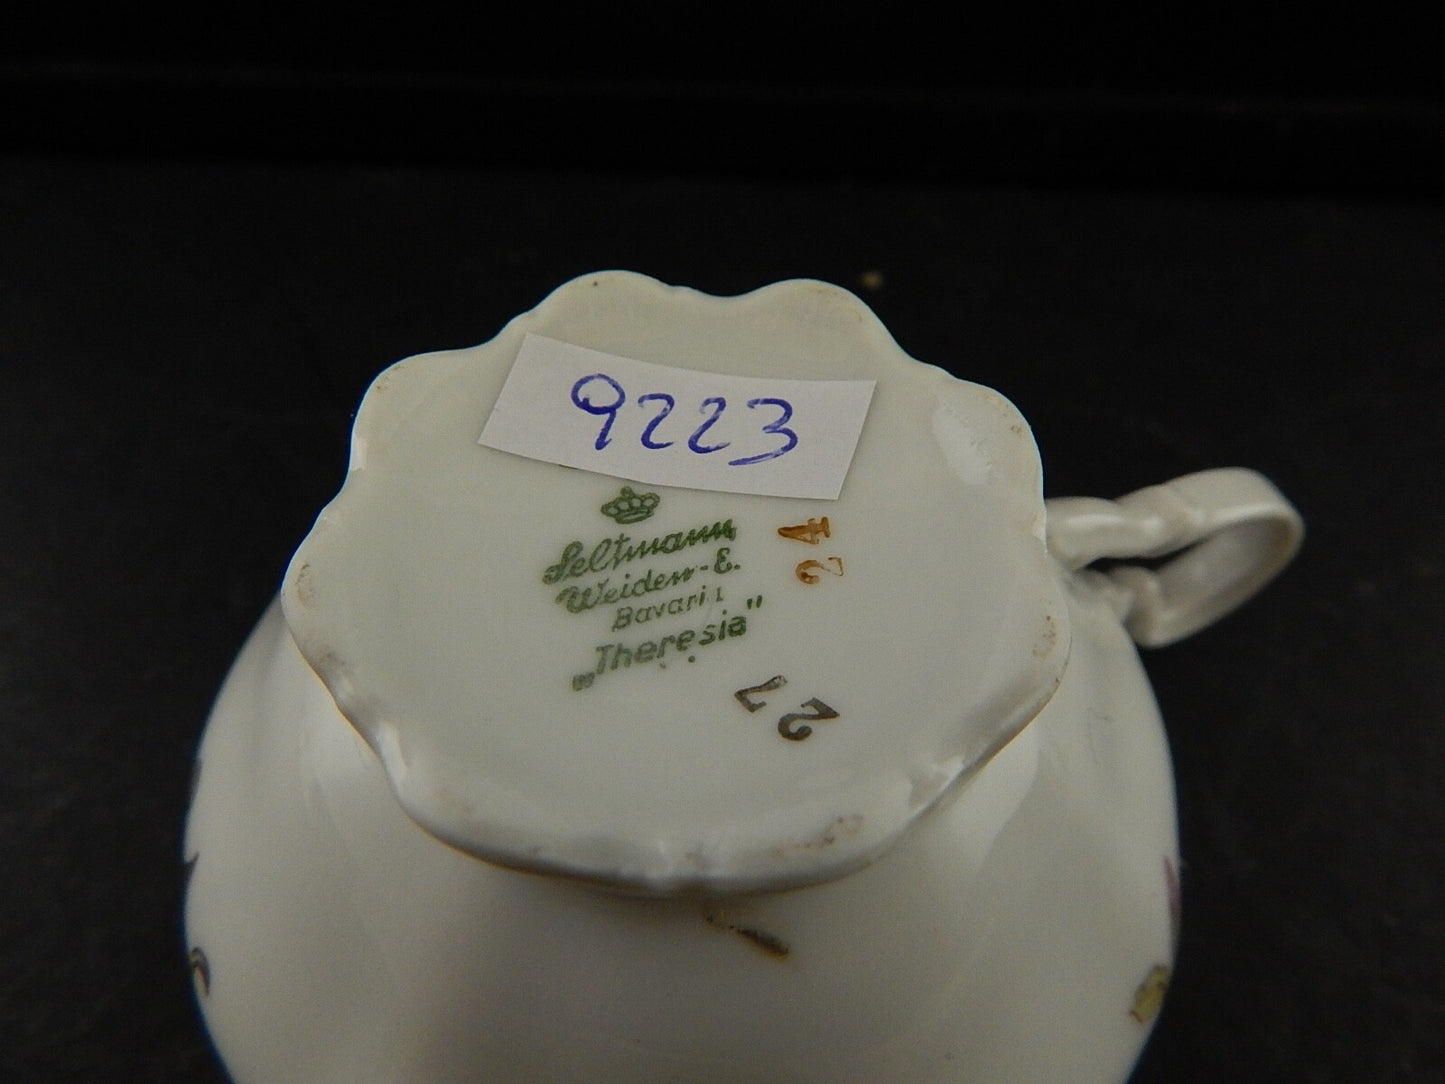 9223
Seltmann
Weiden-E.
Bavaria
„Theresia"
24
27